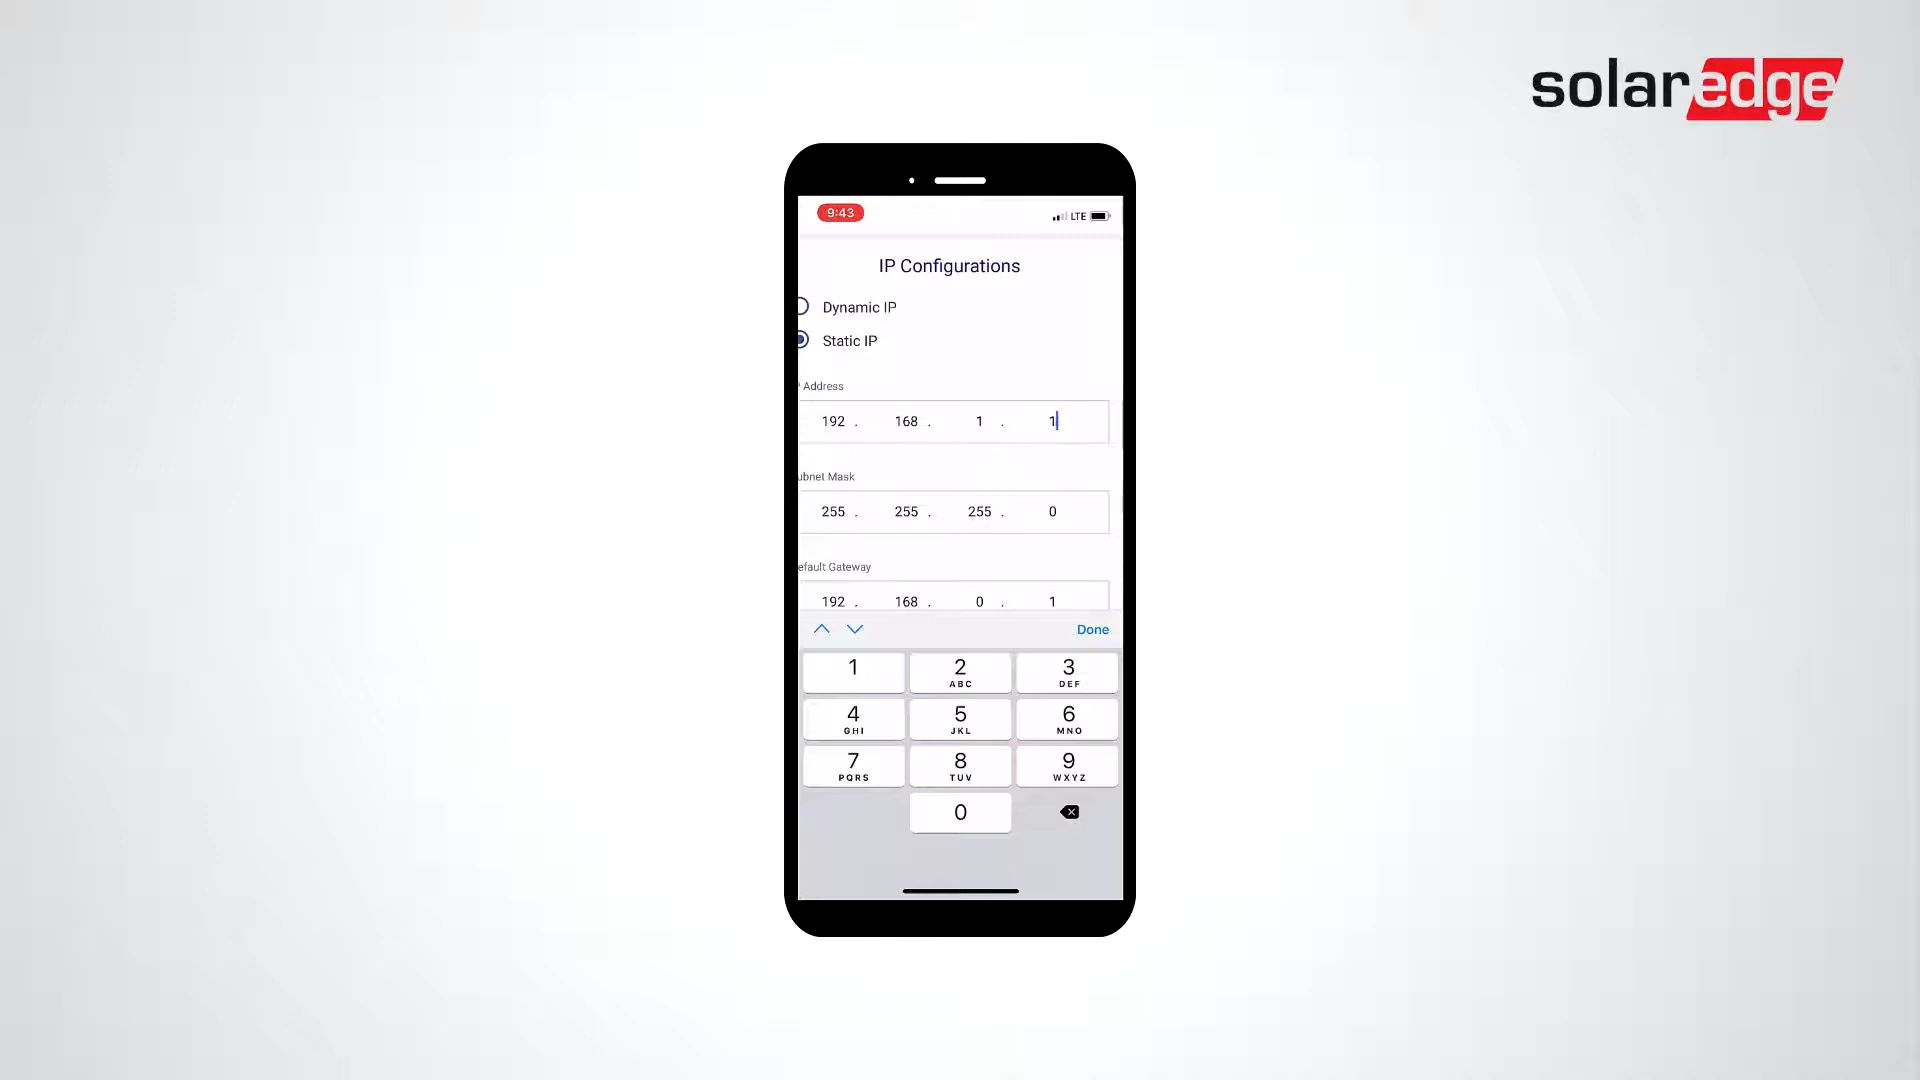 solaredge
9:43
LTE
IP Configurations
Dynamic IP
Static IP
Address
192 . 168 . 1 . 1
ubnet Mask
255 . 255 . 255 . 0
efault Gateway
192 . 168 . 0 . 1
Done
1 2 3
ABC DEF
4 5 6
GHI JKL MNO
7 8 9
PQRS TUV WXYZ
0